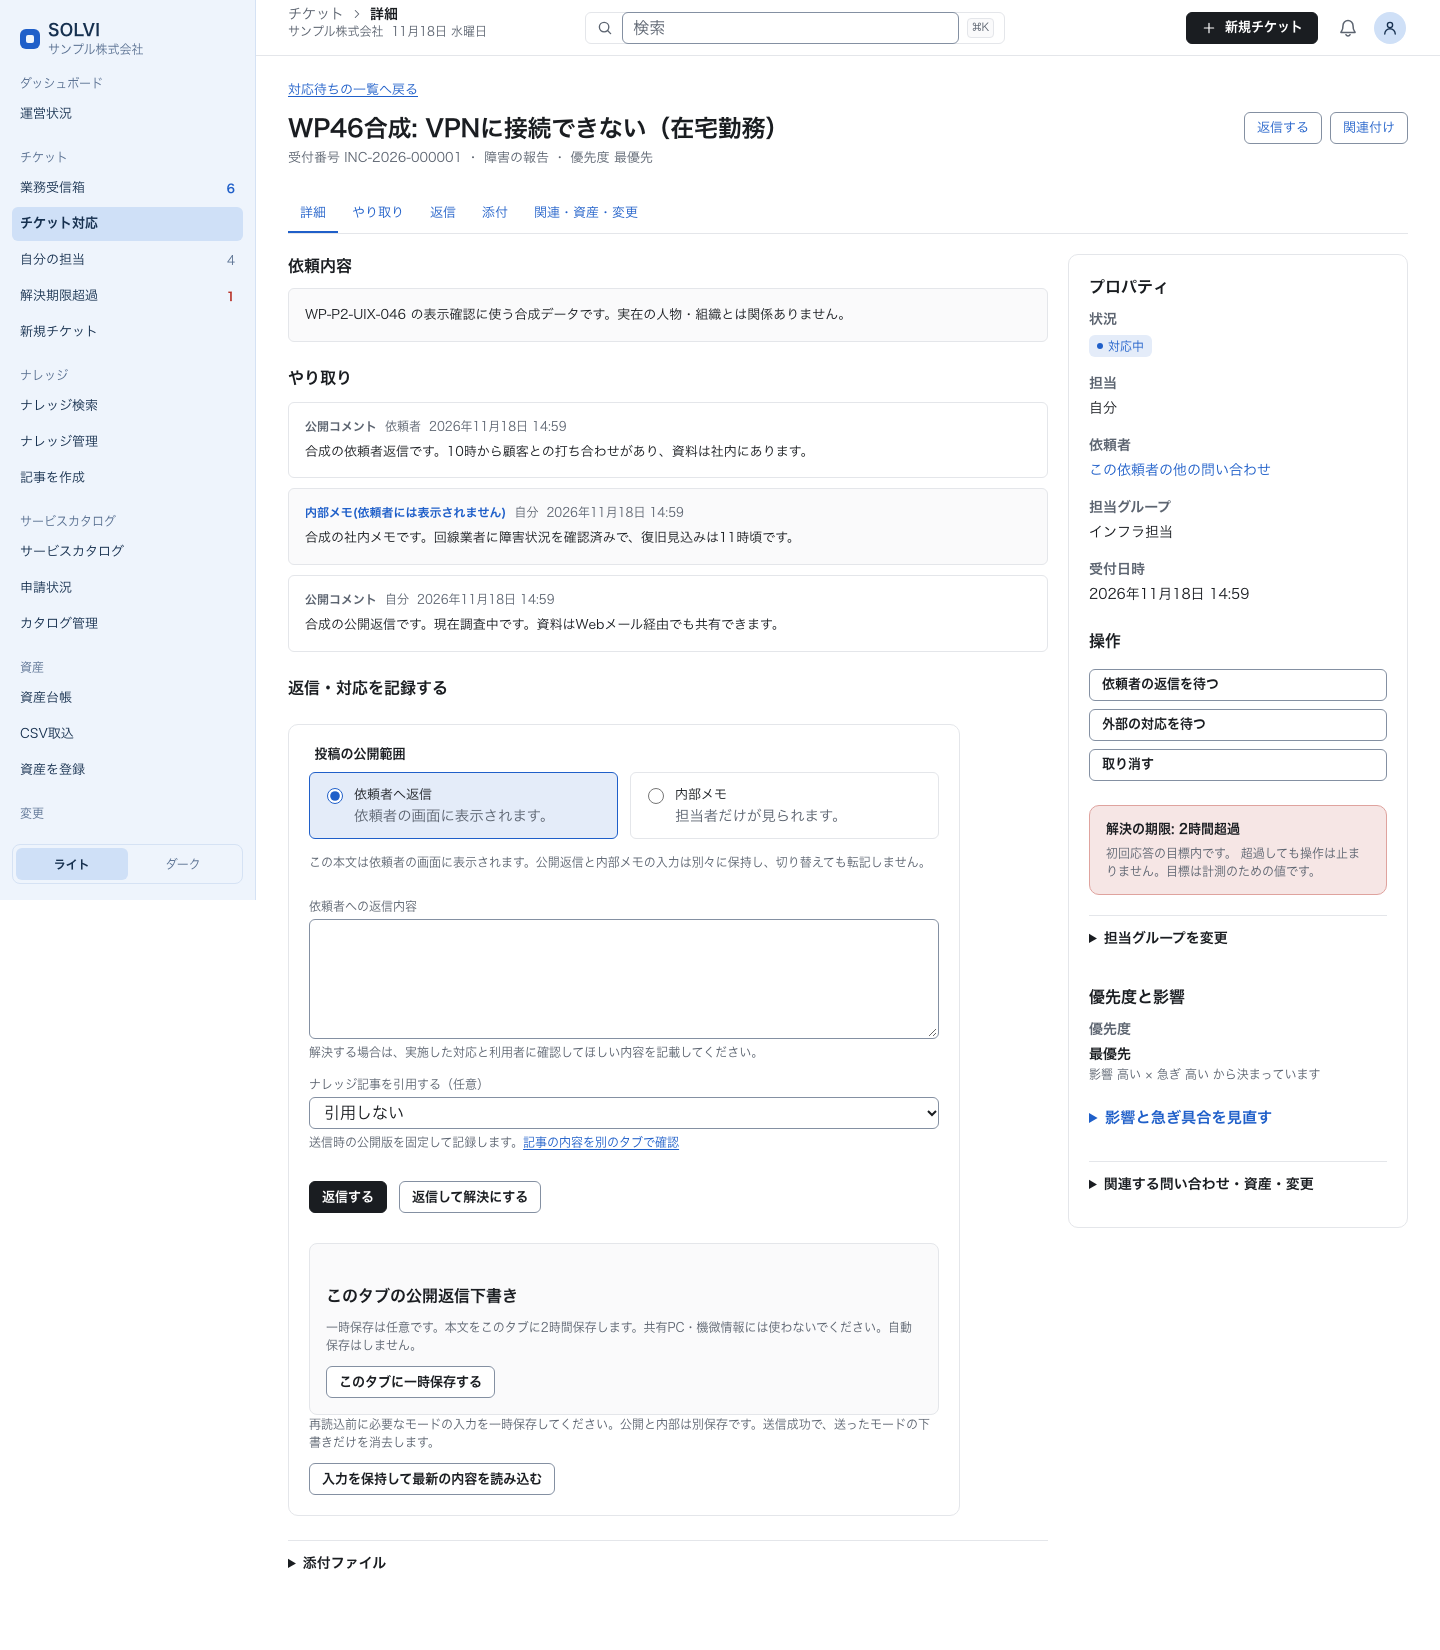 SOLVI
サンプル株式会社
ダッシュボード
運営状況
チケット
業務受信箱 6
チケット対応
自分の担当 4
解決期限超過 1
新規チケット
ナレッジ
ナレッジ検索
ナレッジ管理
記事を作成
サービスカタログ
サービスカタログ
申請状況
カタログ管理
資産
資産台帳
CSV取込
資産を登録
変更
ライト ダーク
チケット > 詳細
サンプル株式会社 11月18日 水曜日
検索 ⌘K
+ 新規チケット
対応待ちの一覧へ戻る
WP46合成: VPNに接続できない（在宅勤務）
受付番号 INC-2026-000001 ・ 障害の報告 ・ 優先度 最優先
返信する 関連付け
詳細 やり取り 返信 添付 関連・資産・変更
依頼内容
WP-P2-UIX-046 の表示確認に使う合成データです。実在の人物・組織とは関係ありません。
やり取り
公開コメント 依頼者 2026年11月18日 14:59
合成の依頼者返信です。10時から顧客との打ち合わせがあり、資料は社内にあります。
内部メモ(依頼者には表示されません) 自分 2026年11月18日 14:59
合成の社内メモです。回線業者に障害状況を確認済みで、復旧見込みは11時頃です。
公開コメント 自分 2026年11月18日 14:59
合成の公開返信です。現在調査中です。資料はWebメール経由でも共有できます。
返信・対応を記録する
投稿の公開範囲
依頼者へ返信
依頼者の画面に表示されます。
内部メモ
担当者だけが見られます。
この本文は依頼者の画面に表示されます。公開返信と内部メモの入力は別々に保持し、切り替えても転記しません。
依頼者への返信内容
解決する場合は、実施した対応と利用者に確認してほしい内容を記載してください。
ナレッジ記事を引用する（任意）
引用しない
送信時の公開版を固定して記録します。記事の内容を別のタブで確認
返信する 返信して解決にする
このタブの公開返信下書き
一時保存は任意です。本文をこのタブに2時間保存します。共有PC・機微情報には使わないでください。自動
保存はしません。
このタブに一時保存する
再読込前に必要なモードの入力を一時保存してください。公開と内部は別保存です。送信成功で、送ったモードの下
書きだけを消去します。
入力を保持して最新の内容を読み込む
添付ファイル
プロパティ
状況
対応中
担当
自分
依頼者
この依頼者の他の問い合わせ
担当グループ
インフラ担当
受付日時
2026年11月18日 14:59
操作
依頼者の返信を待つ
外部の対応を待つ
取り消す
解決の期限: 2時間超過
初回応答の目標内です。 超過しても操作は止ま
りません。目標は計測のための値です。
担当グループを変更
優先度と影響
優先度
最優先
影響 高い × 急ぎ 高い から決まっています
影響と急ぎ具合を見直す
関連する問い合わせ・資産・変更